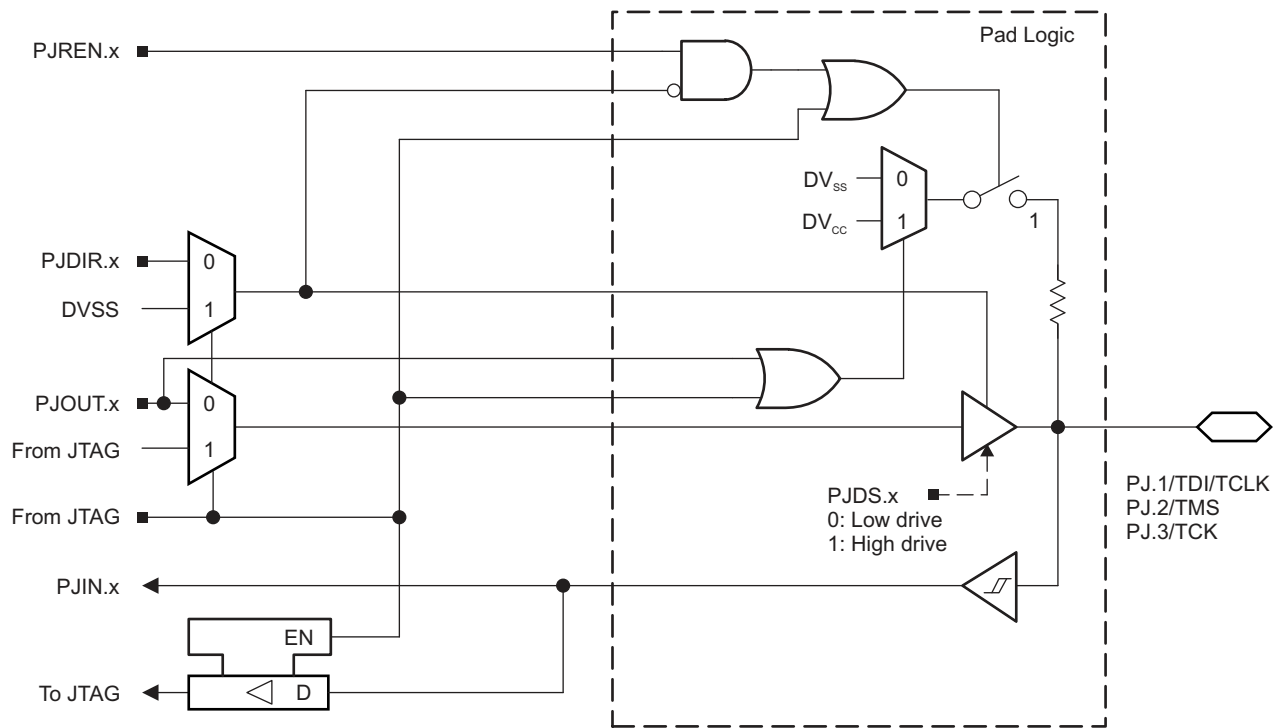 Pad Logic
PJREN.x
DVSS
0
DVCC
1
1
PJDIR.x
0
DVSS
1
PJOUT.x
0
From JTAG
1
PJDS.x
0: Low drive
1: High drive
PJ.1/TDI/TCLK
PJ.2/TMS
PJ.3/TCK
From JTAG
PJIN.x
EN
To JTAG
D